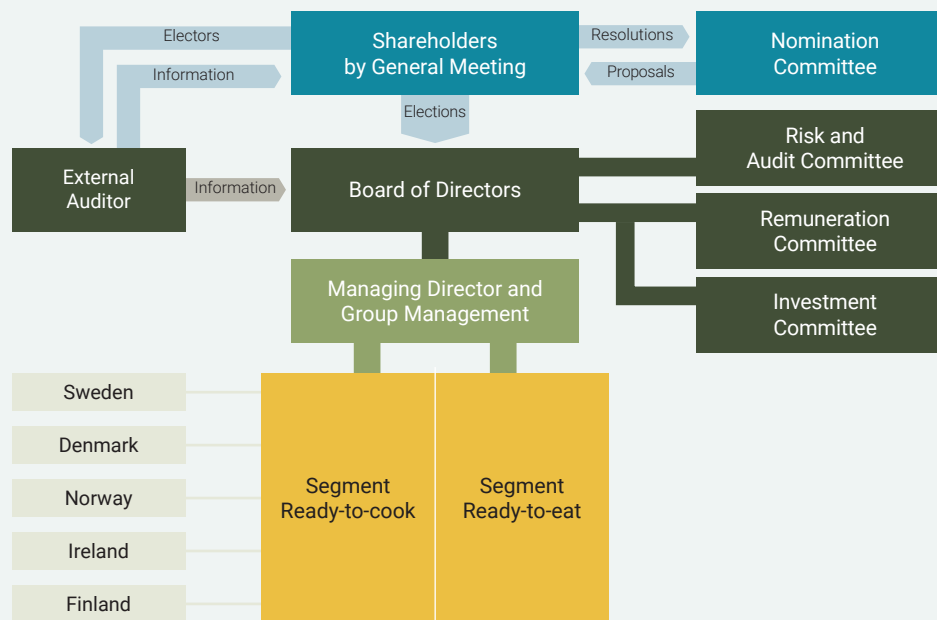 Electors
Shareholders
by General Meeting
Resolutions
Nomination
Committee
Information
Proposals
Elections
Risk and
Audit Committee
External
Auditor
Information
Board of Directors
Remuneration
Committee
Managing Director and
Group Management
Investment
Committee
Sweden
Denmark
Norway
Ireland
Finland
Segment
Ready-to-cook
Segment
Ready-to-eat